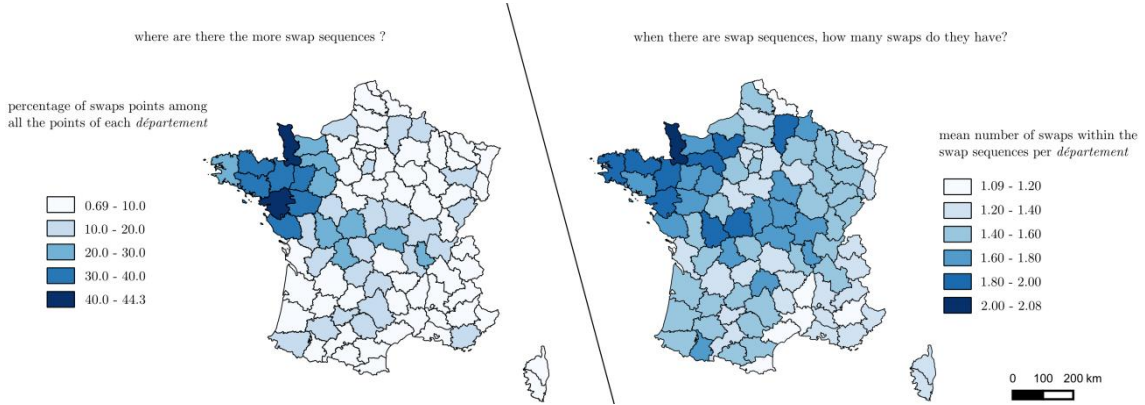 where are there the more swap sequences ?
percentage of swaps points among
all the points of each département
0.69 - 10.0
10.0 - 20.0
20.0 - 30.0
30.0 - 40.0
40.0 - 44.3
when there are swap sequences, how many swaps do they have?
mean number of swaps within the
swap sequences per département
1.09 - 1.20
1.20 - 1.40
1.40 - 1.60
1.60 - 1.80
1.80 - 2.00
2.00 - 2.08
0 100 200 km